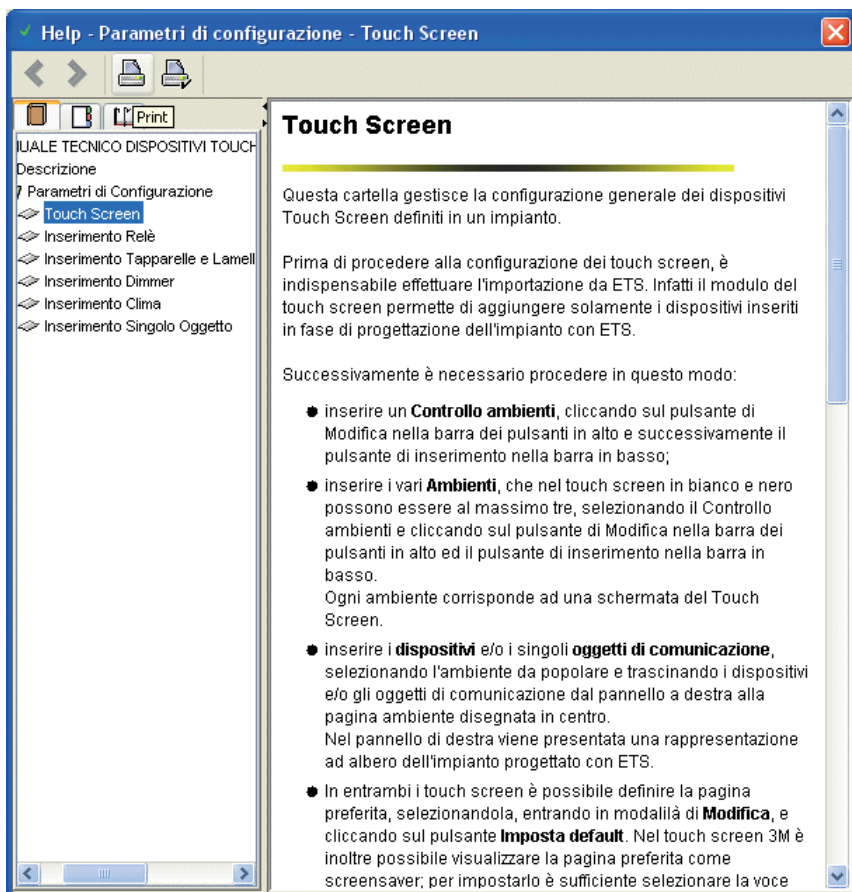 Help - Parametri di configurazione - Touch Screen
Print
IUALE TECNICO DISPOSITIVI TOUCH
Descrizione
Parametri di Configurazione
Touch Screen
Inserimento Relè
Inserimento Tapparelle e Lamell
Inserimento Dimmer
Inserimento Clima
Inserimento Singolo Oggetto
Touch Screen
Questa cartella gestisce la configurazione generale dei dispositivi
Touch Screen definiti in un impianto.
Prima di procedere alla configurazione dei touch screen, è
indispensabile effettuare l'importazione da ETS. Infatti il modulo del
touch screen permette di aggiungere solamente i dispositivi inseriti
in fase di progettazione dell'impianto con ETS.
Successivamente è necessario procedere in questo modo:
inserire un Controllo ambienti, cliccando sul pulsante di
Modifica nella barra dei pulsanti in alto e successivamente il
pulsante di inserimento nella barra in basso;
inserire i vari Ambienti, che nel touch screen in bianco e nero
possono essere al massimo tre, selezionando il Controllo
ambienti e cliccando sul pulsante di Modifica nella barra dei
pulsanti in alto ed il pulsante di inserimento nella barra in
basso.
Ogni ambiente corrisponde ad una schermata del Touch
Screen.
inserire i dispositivi e/o i singoli oggetti di comunicazione,
selezionando l'ambiente da popolare e trascinando i dispositivi
e/o gli oggetti di comunicazione dal pannello a destra alla
pagina ambiente disegnata in centro.
Nel pannello di destra viene presentata una rappresentazione
ad albero dell'impianto progettato con ETS.
In entrambi i touch screen è possibile definire la pagina
preferita, selezionandola, entrando in modalilà di Modifica, e
cliccando sul pulsante Imposta default. Nel touch screen 3M è
inoltre possibile visualizzare la pagina preferita come
screensaver; per impostarlo è sufficiente selezionare la voce